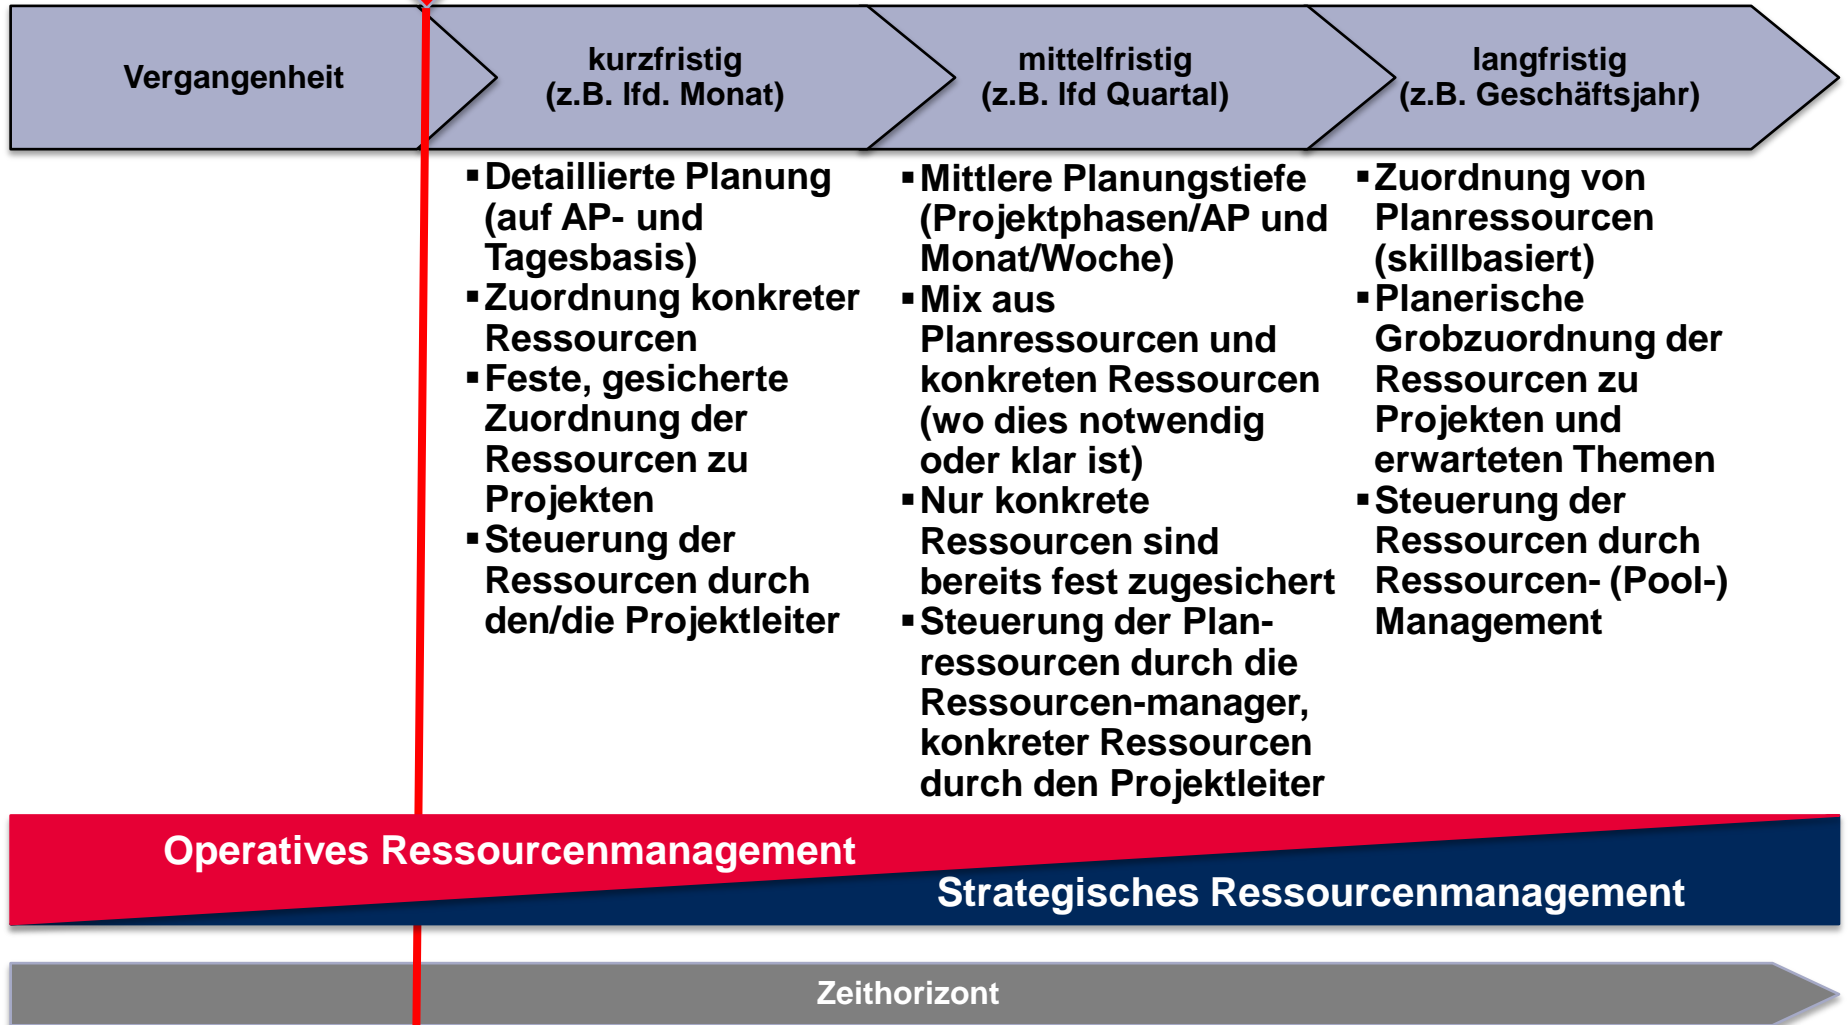 Vergangenheit
kurzfristig
(z.B. lfd. Monat)
mittelfristig
(z.B. lfd Quartal)
langfristig
(z.B. Geschäftsjahr)
▪Detaillierte Planung
(auf AP- und
Tagesbasis)
▪Zuordnung konkreter
Ressourcen
▪Feste, gesicherte
Zuordnung der
Ressourcen zu
Projekten
▪Steuerung der
Ressourcen durch
den/die Projektleiter
▪Mittlere Planungstiefe
(Projektphasen/AP und
Monat/Woche)
▪Mix aus
Planressourcen und
konkreten Ressourcen
(wo dies notwendig
oder klar ist)
▪Nur konkrete
Ressourcen sind
bereits fest zugesichert
▪Steuerung der Plan-
ressourcen durch die
Ressourcen-manager,
konkreter Ressourcen
durch den Projektleiter
▪Zuordnung von
Planressourcen
(skillbasiert)
▪Planerische
Grobzuordnung der
Ressourcen zu
Projekten und
erwarteten Themen
▪Steuerung der
Ressourcen durch
Ressourcen- (Pool-)
Management
Operatives Ressourcenmanagement
Strategisches Ressourcenmanagement
Zeithorizont